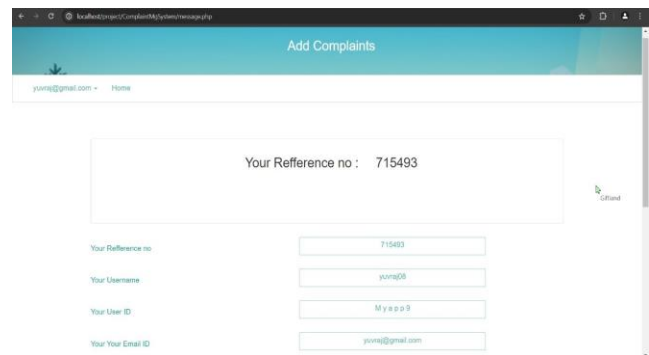 localhost/project/ComplaintMgSystem/message.php
Add Complaints
yuvraj@gmail.com Home
Your Refference no : 715493
Your Refference no 715493
Your Username yuvraj08
Your User ID Myapp9
Your Your Email ID yuvraj@gmail.com